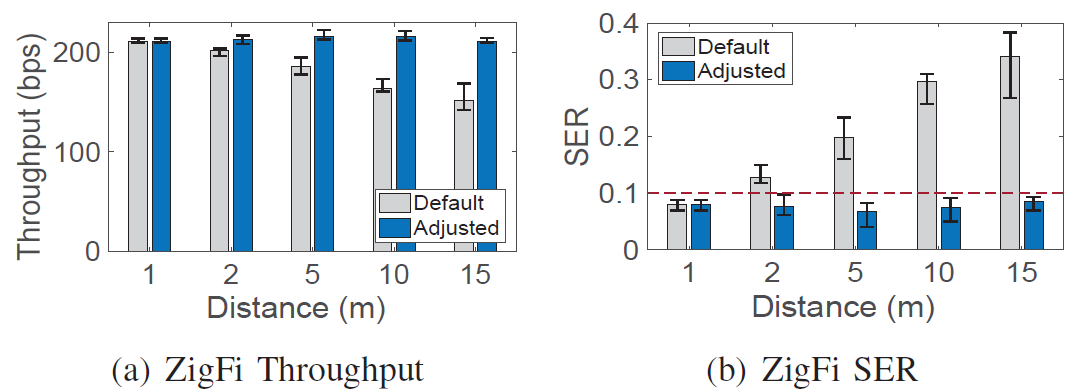 Throughput (bps)
200
100
0
Default
Adjusted
1 2 5 10 15
Distance (m)
(a) ZigFi Throughput
SER
0.4
0.3
0.2
0.1
0
Default
Adjusted
1 2 5 10 15
Distance (m)
(b) ZigFi SER